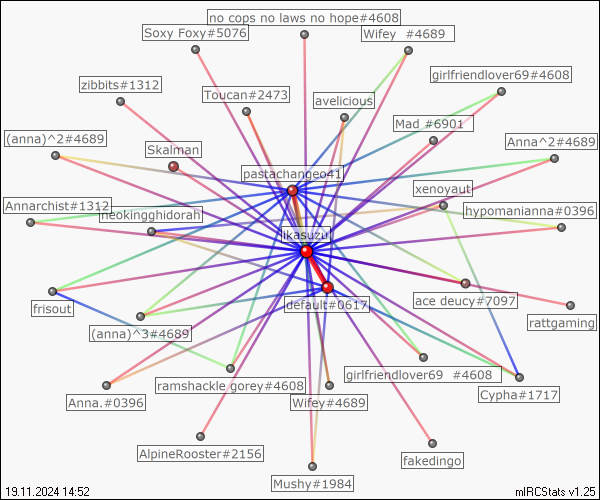 no cops no laws no hope#4608
Soxy Foxy#5076
Wifey  #4689
girlfriendlover69#4608
zibbits#1312
Toucan#2473
avelicious
Mad #6901
(anna)^2#4689
Anna^2#4689
Skalman
pastachangeo41
xenoyaut
Annarchist#1312
neokingghidorah
hypomanianna#0396
likasuzu
frisout
default#0617
ace deucy#7097
rattgaming
(anna)^3#4689
ramshackle gorey#4608
girlfriendlover69  #4608
Anna.#0396
Wifey#4689
Cypha#1717
AlpineRooster#2156
fakedingo
Mushy#1984
19.11.2024 14:52
mIRCStats v1.25